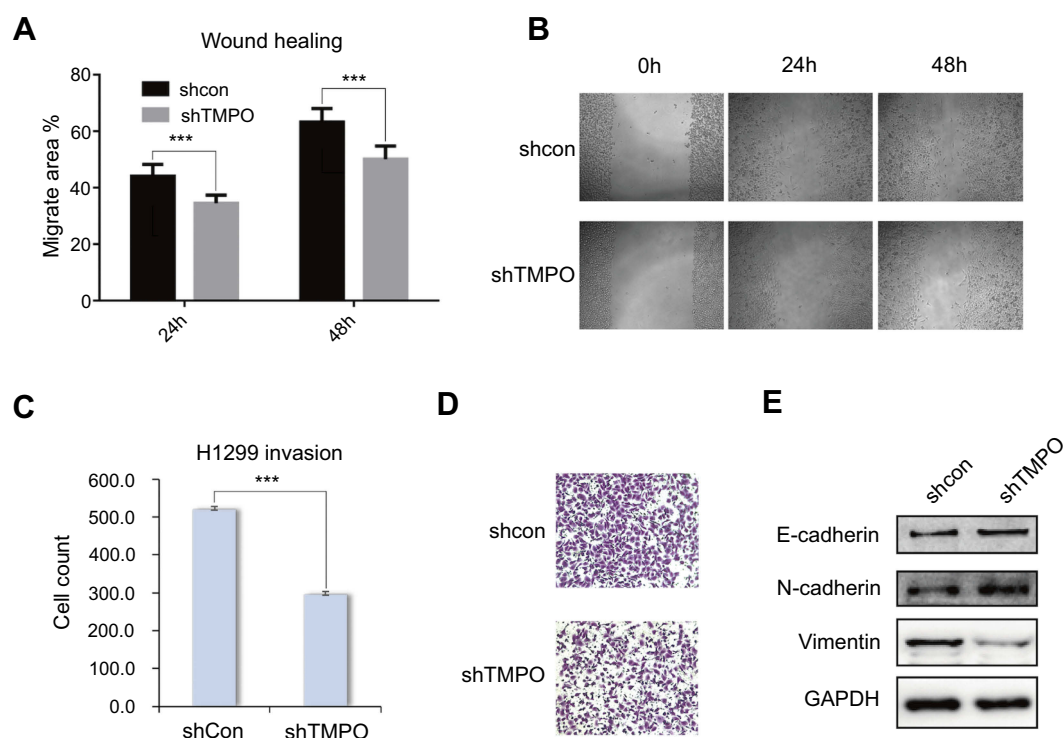 A
Wound healing
Migrate area %
80
60
40
20
0
shcon
shTMPO
***
***
24h
48h
B
0h
24h
48h
shcon
shTMPO
C
H1299 invasion
Cell count
600.0
500.0
400.0
300.0
200.0
100.0
0.0
***
shCon
shTMPO
D
shcon
shTMPO
E
shcon
shTMPO
E-cadherin
N-cadherin
Vimentin
GAPDH